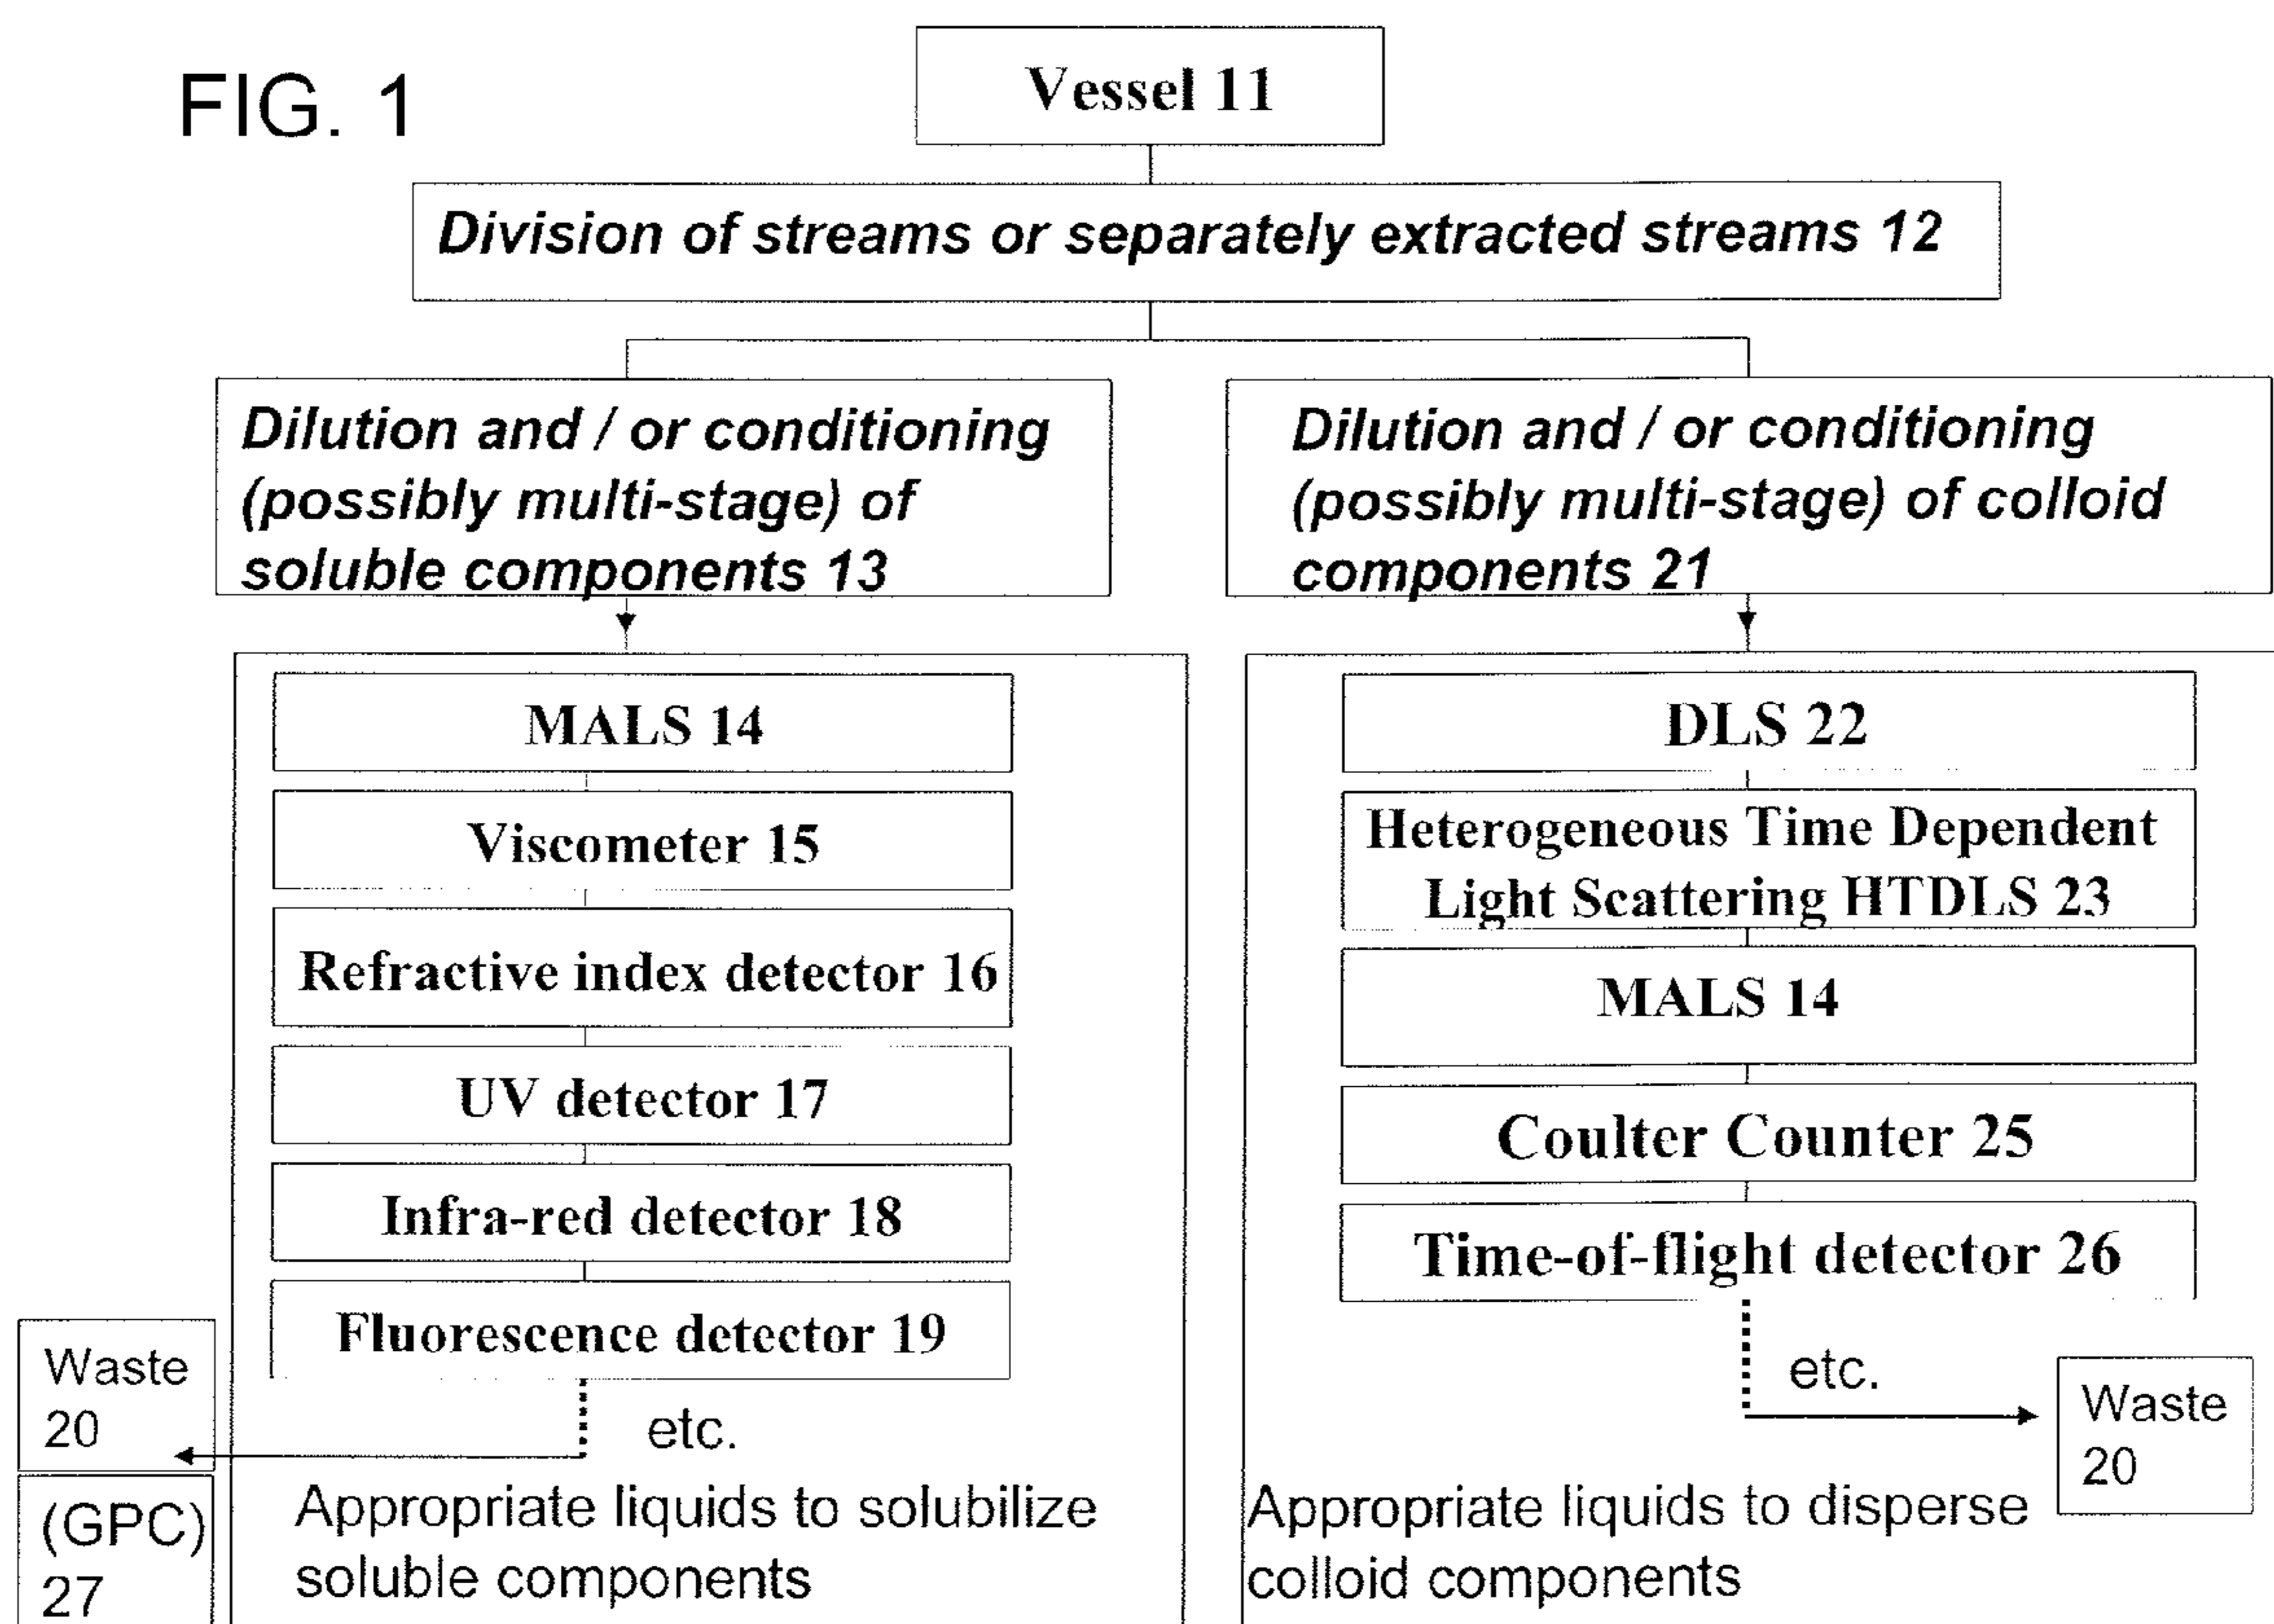 FIG. 1
Vessel 11
Division of streams or separately extracted streams 12
Dilution and / or conditioning
(possibly multi-stage) of
soluble components 13
Dilution and / or conditioning
(possibly multi-stage) of colloid
components 21
MALS 14
Viscometer 15
Refractive index detector 16
UV detector 17
Infra-red detector 18
Fluorescence detector 19
etc.
Waste
20
(GPC)
27
Appropriate liquids to solubilize
soluble components
DLS 22
Heterogeneous Time Dependent
Light Scattering HTDLS 23
MALS 14
Coulter Counter 25
Time-of-flight detector 26
etc.
Waste
20
Appropriate liquids to disperse
colloid components